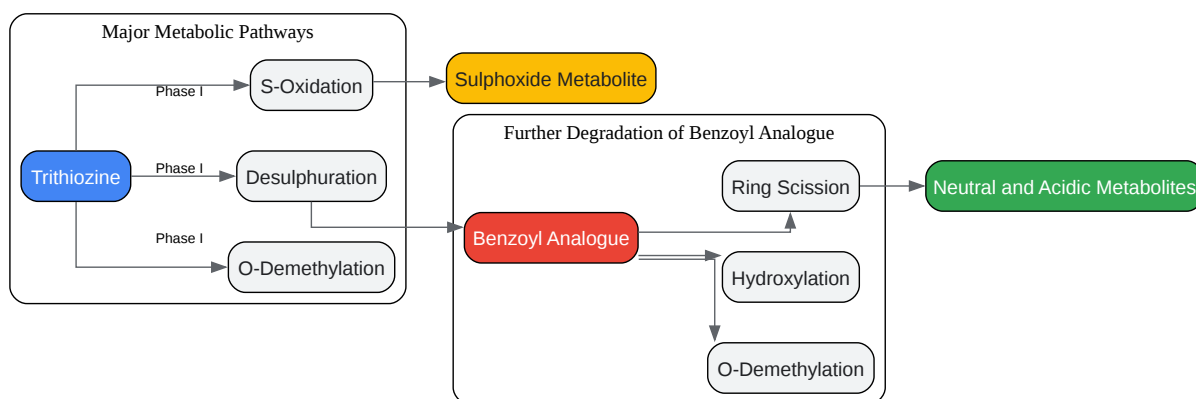 Major Metabolic Pathways
Phase I
S-Oxidation
Sulphoxide Metabolite
Trithiozine
Phase I
Desulphuration
Phase I
O-Demethylation
Further Degradation of Benzoyl Analogue
Benzoyl Analogue
Ring Scission
Neutral and Acidic Metabolites
Hydroxylation
O-Demethylation